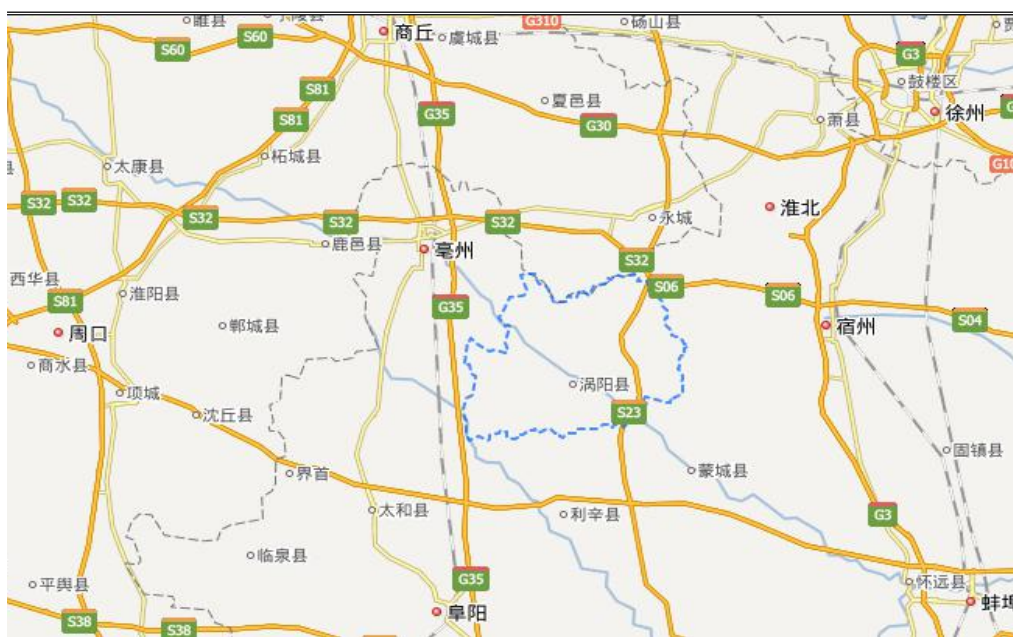 睢县
宁陵县
商丘
虞城县
G310
砀山县
S60
S60
G3
鼓楼区
S81
G35
夏邑县
G30
徐州
萧县
S81
柘城县
太康县
S32
S32
S32
S32
S32
永城
淮北
鹿邑县
亳州
S32
西华县
淮阳县
S81
G35
S06
S06
宿州
S04
周口
郸城县
商水县
项城
沈丘县
涡阳县
S23
界首
蒙城县
固镇县
太和县
利辛县
G3
临泉县
平舆县
G35
怀远县
阜阳
蚌埠
S38
S38